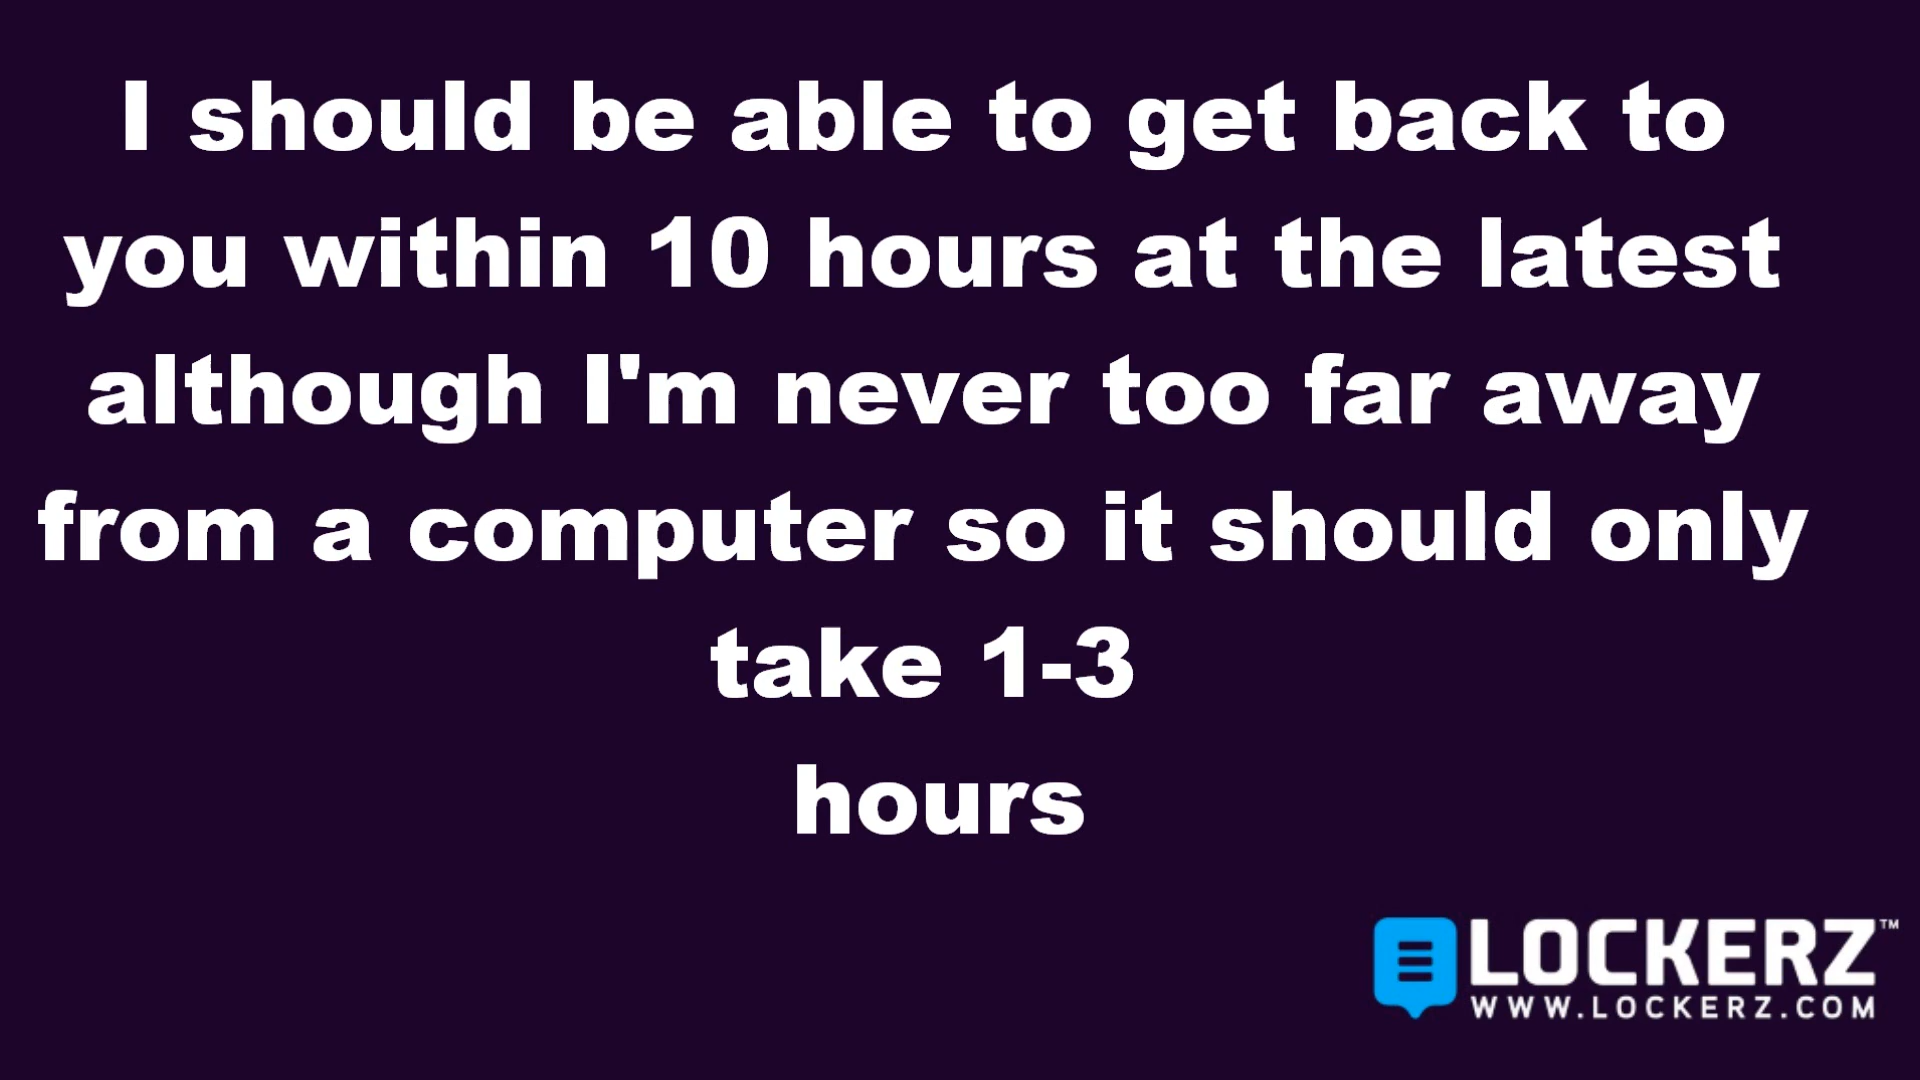 I should be able to get back to
you within 10 hours at the latest
although I'm never too far away
from a computer so it should only
take 1-3
hours
LOCKERZ™
WWW.LOCKERZ.COM